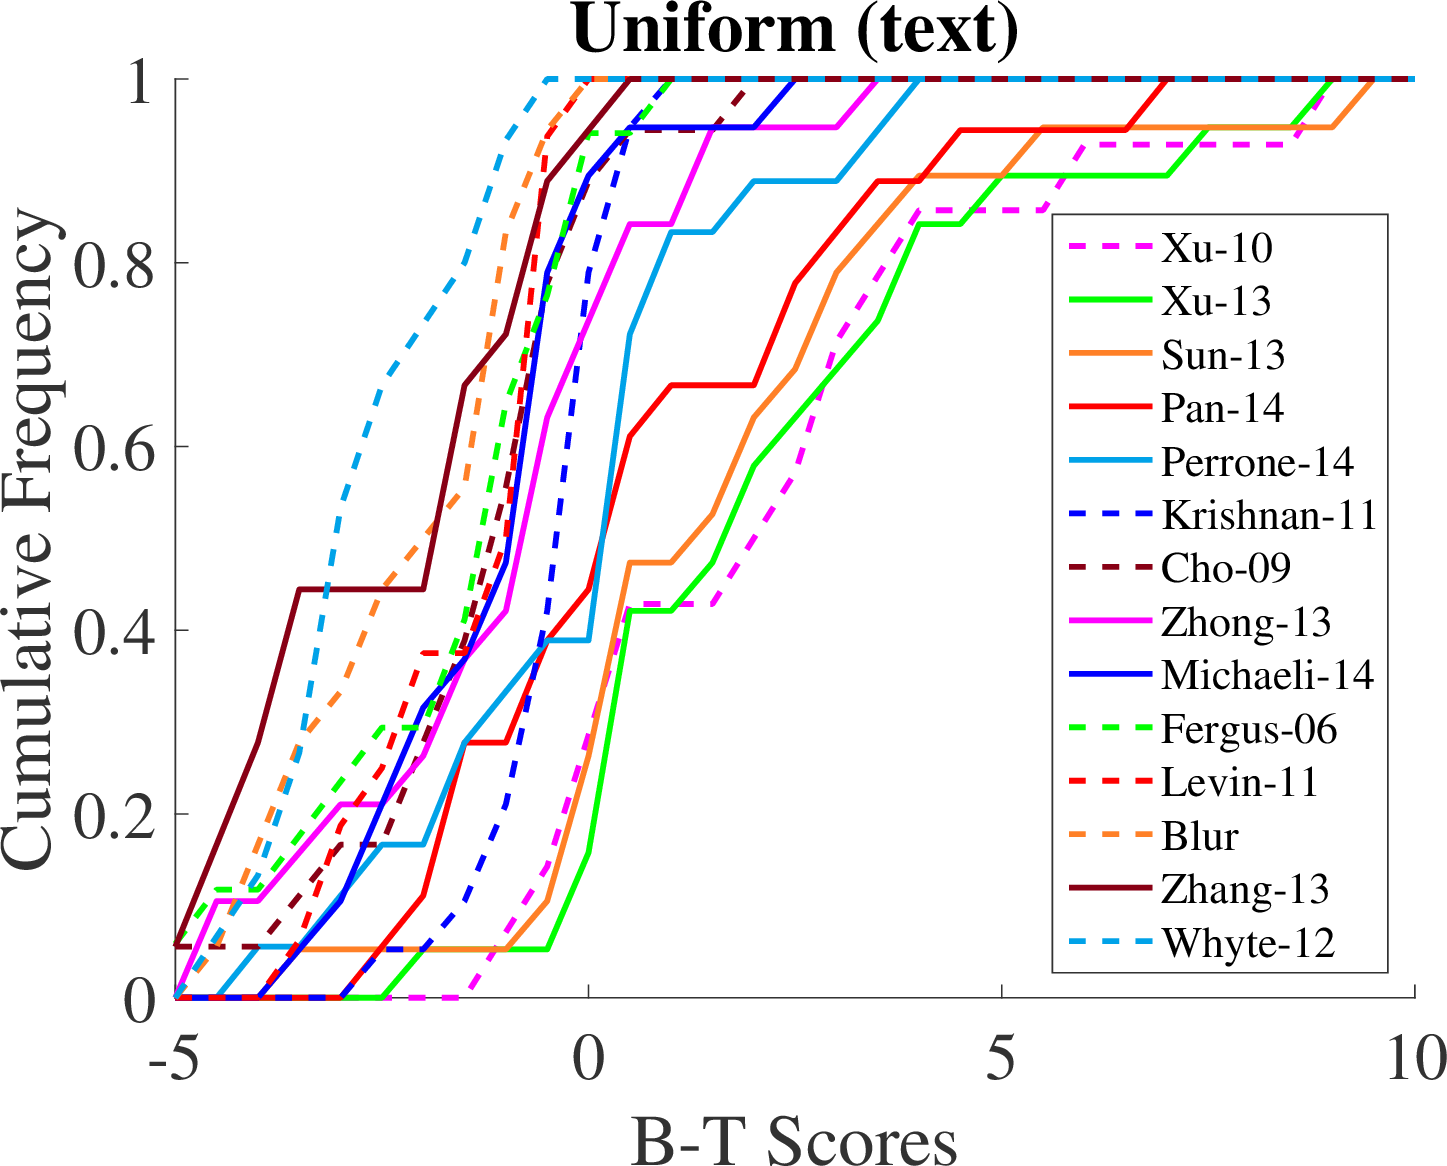 Uniform (text)
Cumulative Frequency
1
0.8
0.6
0.4
0.2
0
-5
0
5
10
B-T Scores
Xu-10
Xu-13
Sun-13
Pan-14
Perrone-14
Krishnan-11
Cho-09
Zhong-13
Michaeli-14
Fergus-06
Levin-11
Blur
Zhang-13
Whyte-12